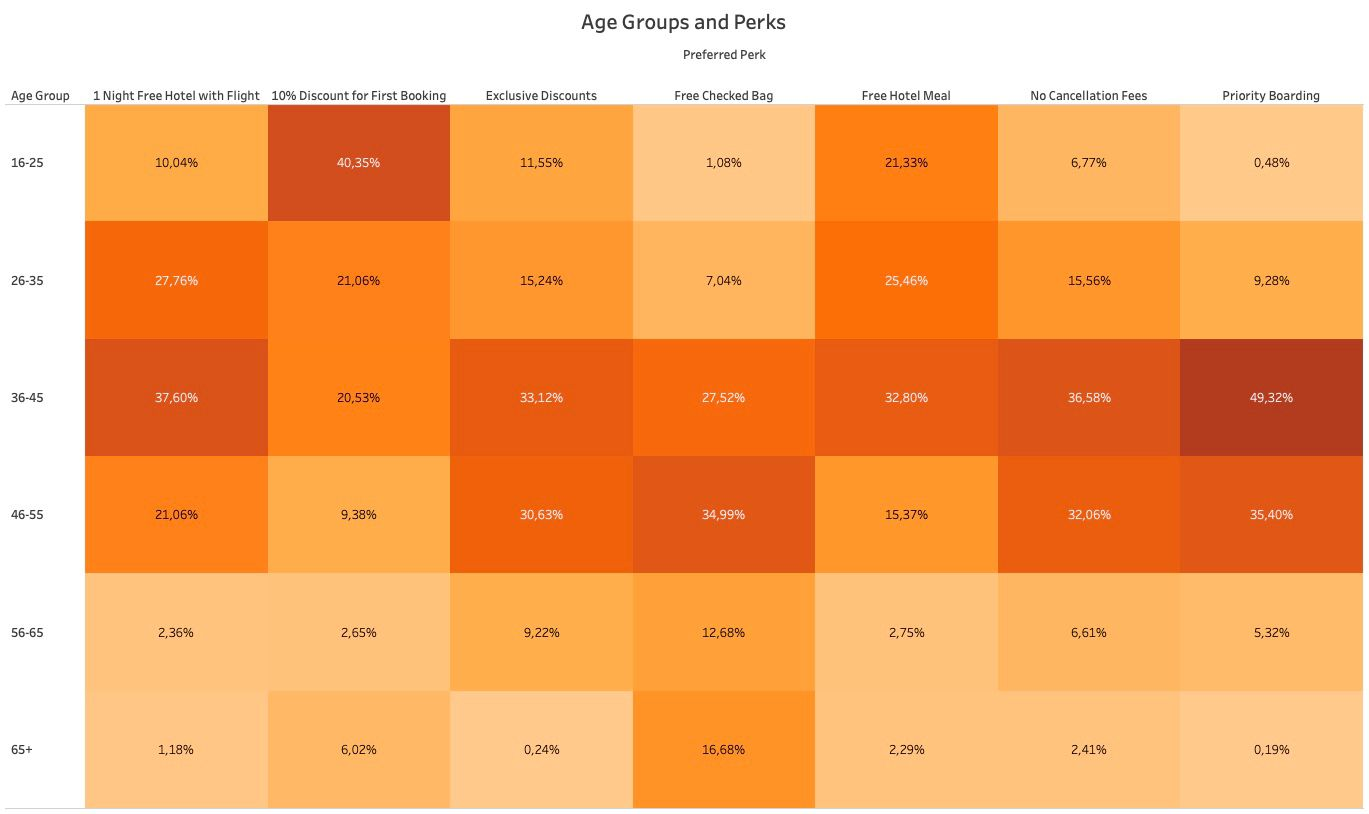 Age Groups and Perks
Preferred Perk
Age Group 1 Night Free Hotel with Flight 10% Discount for First Booking Exclusive Discounts Free Checked Bag Free Hotel Meal No Cancellation Fees Priority Boarding
16-25 10,04% 40,35% 11,55% 1,08% 21,33% 6,77% 0,48%
26-35 27,76% 21,06% 15,24% 7,04% 25,46% 15,56% 9,28%
36-45 37,60% 20,53% 33,12% 27,52% 32,80% 36,58% 49,32%
46-55 21,06% 9,38% 30,63% 34,99% 15,37% 32,06% 35,40%
56-65 2,36% 2,65% 9,22% 12,68% 2,75% 6,61% 5,32%
65+ 1,18% 6,02% 0,24% 16,68% 2,29% 2,41% 0,19%